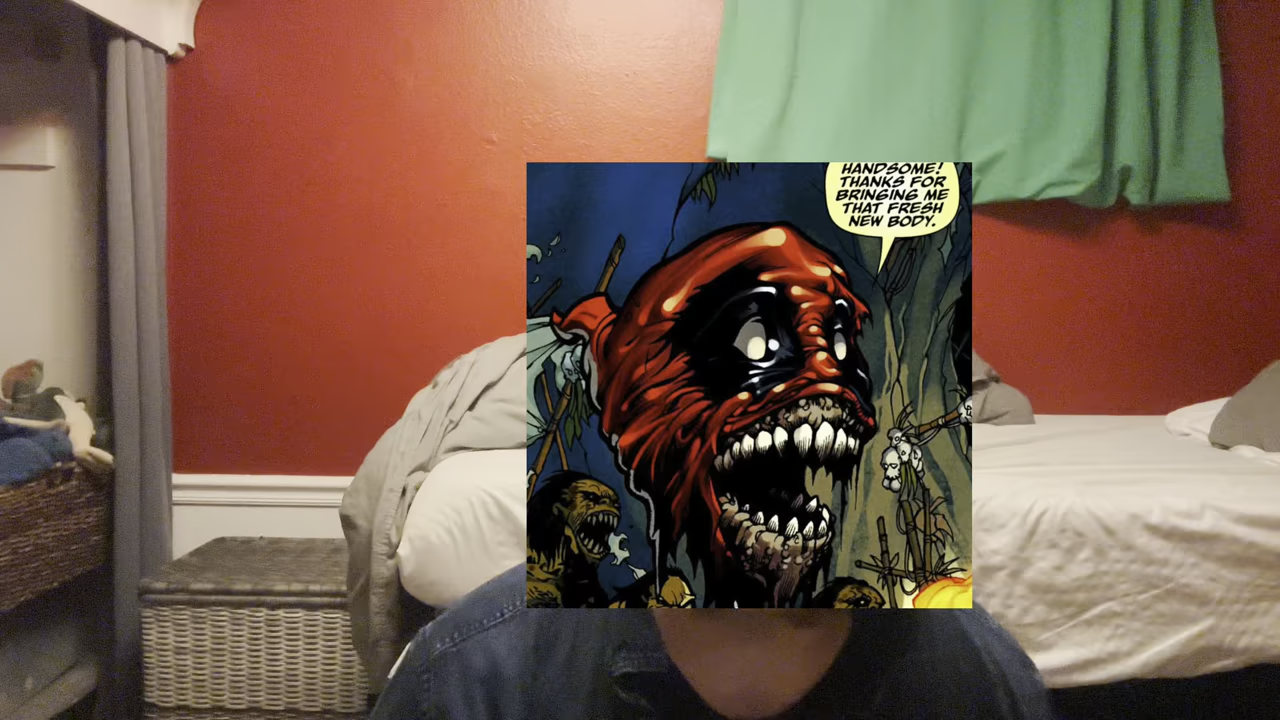 HANDSOME!
THANKS FOR
BRINGING ME
THAT FRESH
NEW BODY.